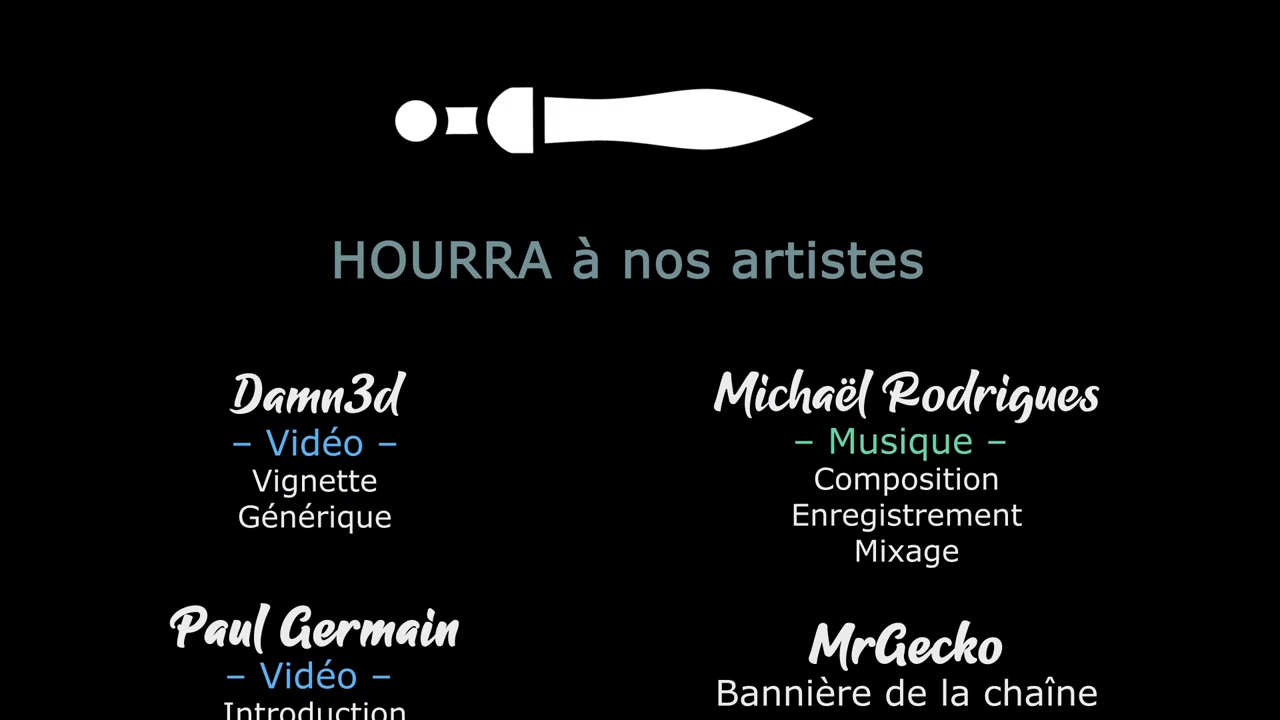 HOURRA à nos artistes
Damn3d
– Vidéo –
Vignette
Générique
Michaël Rodrigues
– Musique –
Composition
Enregistrement
Mixage
Paul Germain
– Vidéo –
Introduction
MrGecko
Bannière de la chaîne